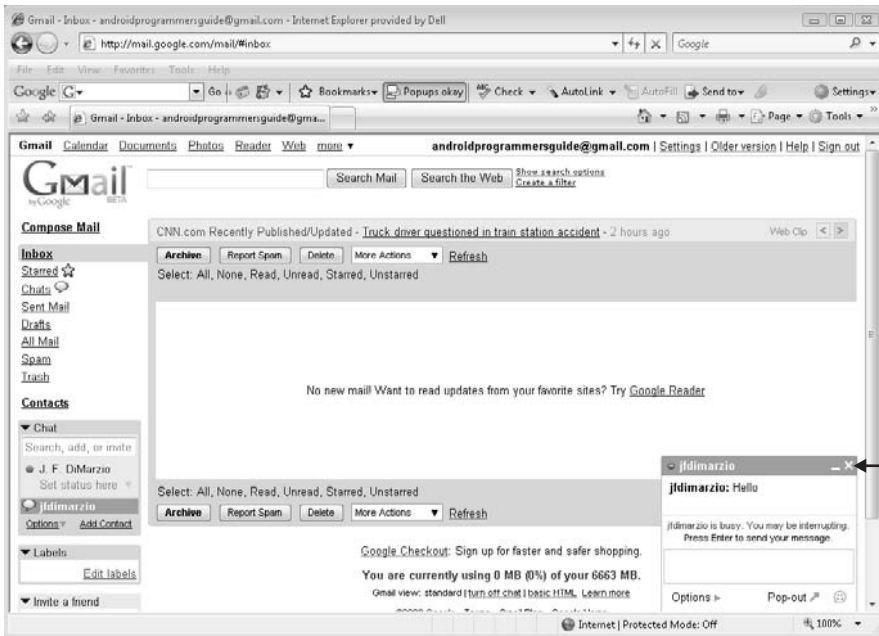 Gmail - Inbox - androidprogrammersguide@gmail.com - Internet Explorer provided by Dell
http://mail.google.com/mail/#inbox
Google
File Edit View Favorites Tools Help
Google G Go Bookmarks Popups okay Check AutoLink AutoFill Send to Settings
Gmail - Inbox - androidprogrammersguide@gma... Page Tools
Gmail Calendar Documents Photos Reader Web more androidprogrammersguide@gmail.com | Settings | Older version | Help | Sign out
Gmail by Google BETA
Search Mail Search the Web Show search options
Create a filter
Compose Mail
CNN.com Recently Published/Updated - Truck driver questioned in train station accident - 2 hours ago Web Clip < >
Inbox
Starred
Chats
Sent Mail
Drafts
All Mail
Spam
Trash
Contacts
Archive Report Spam Delete More Actions Refresh
Select: All, None, Read, Unread, Starred, Unstarred
No new mail! Want to read updates from your favorite sites? Try Google Reader
Chat
Search, add, or invite
J. F. DiMarzio
Set status here
jfdimarzio
Options Add Contact
Labels
Edit labels
Invite a friend
Select: All, None, Read, Unread, Starred, Unstarred
Archive Report Spam Delete More Actions Refresh
Google Checkout: Sign up for faster and safer shopping.
You are currently using 0 MB (0%) of your 6663 MB.
Gmail view: standard | turn off chat | basic HTML Learn more
jfdimarzio
jfdimarzio: Hello
jfdimarzio is busy. You may be interrupting.
Press Enter to send your message.
Options Pop-out
Internet | Protected Mode: Off 100%